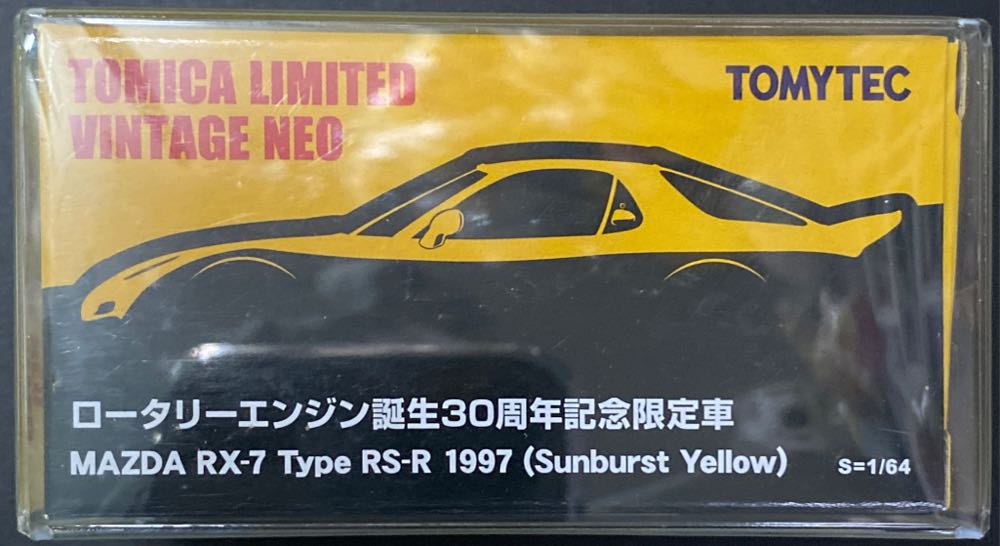 TOMICA LIMITED
VINTAGE NEO
TOMYTEC
ロータリーエンジン誕生30周年記念限定車
MAZDA RX-7 Type RS-R 1997 (Sunburst Yellow)
S=1/64